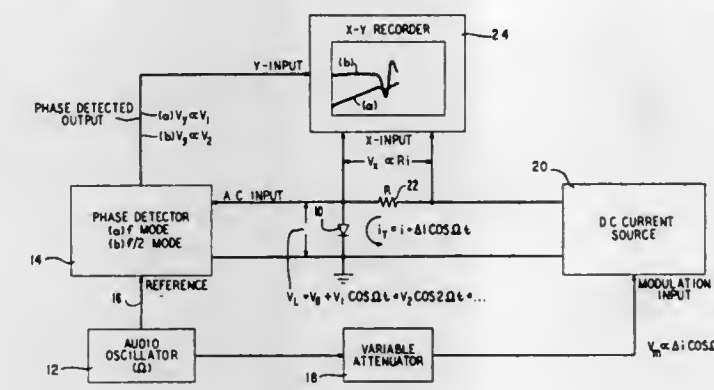 X-Y RECORDER
24
Y-INPUT
(b)
(a)
PHASE DETECTED
OUTPUT
(a) Vy ∝ V1
(b) Vy ∝ V2
X-INPUT
Vx ∝ Ri
A C INPUT
R
22
20
PHASE DETECTOR
(a) f MODE
(b) f/2 MODE
10
iT = i + Δi COS Ωt
D C CURRENT
SOURCE
14
REFERENCE
MODULATION
INPUT
16
VL = V0 + V1 COS Ωt + V2 COS 2Ωt + ...
AUDIO
OSCILLATOR
(Ω)
12
VARIABLE
ATTENUATOR
18
Vm ∝ Δi COS Ω